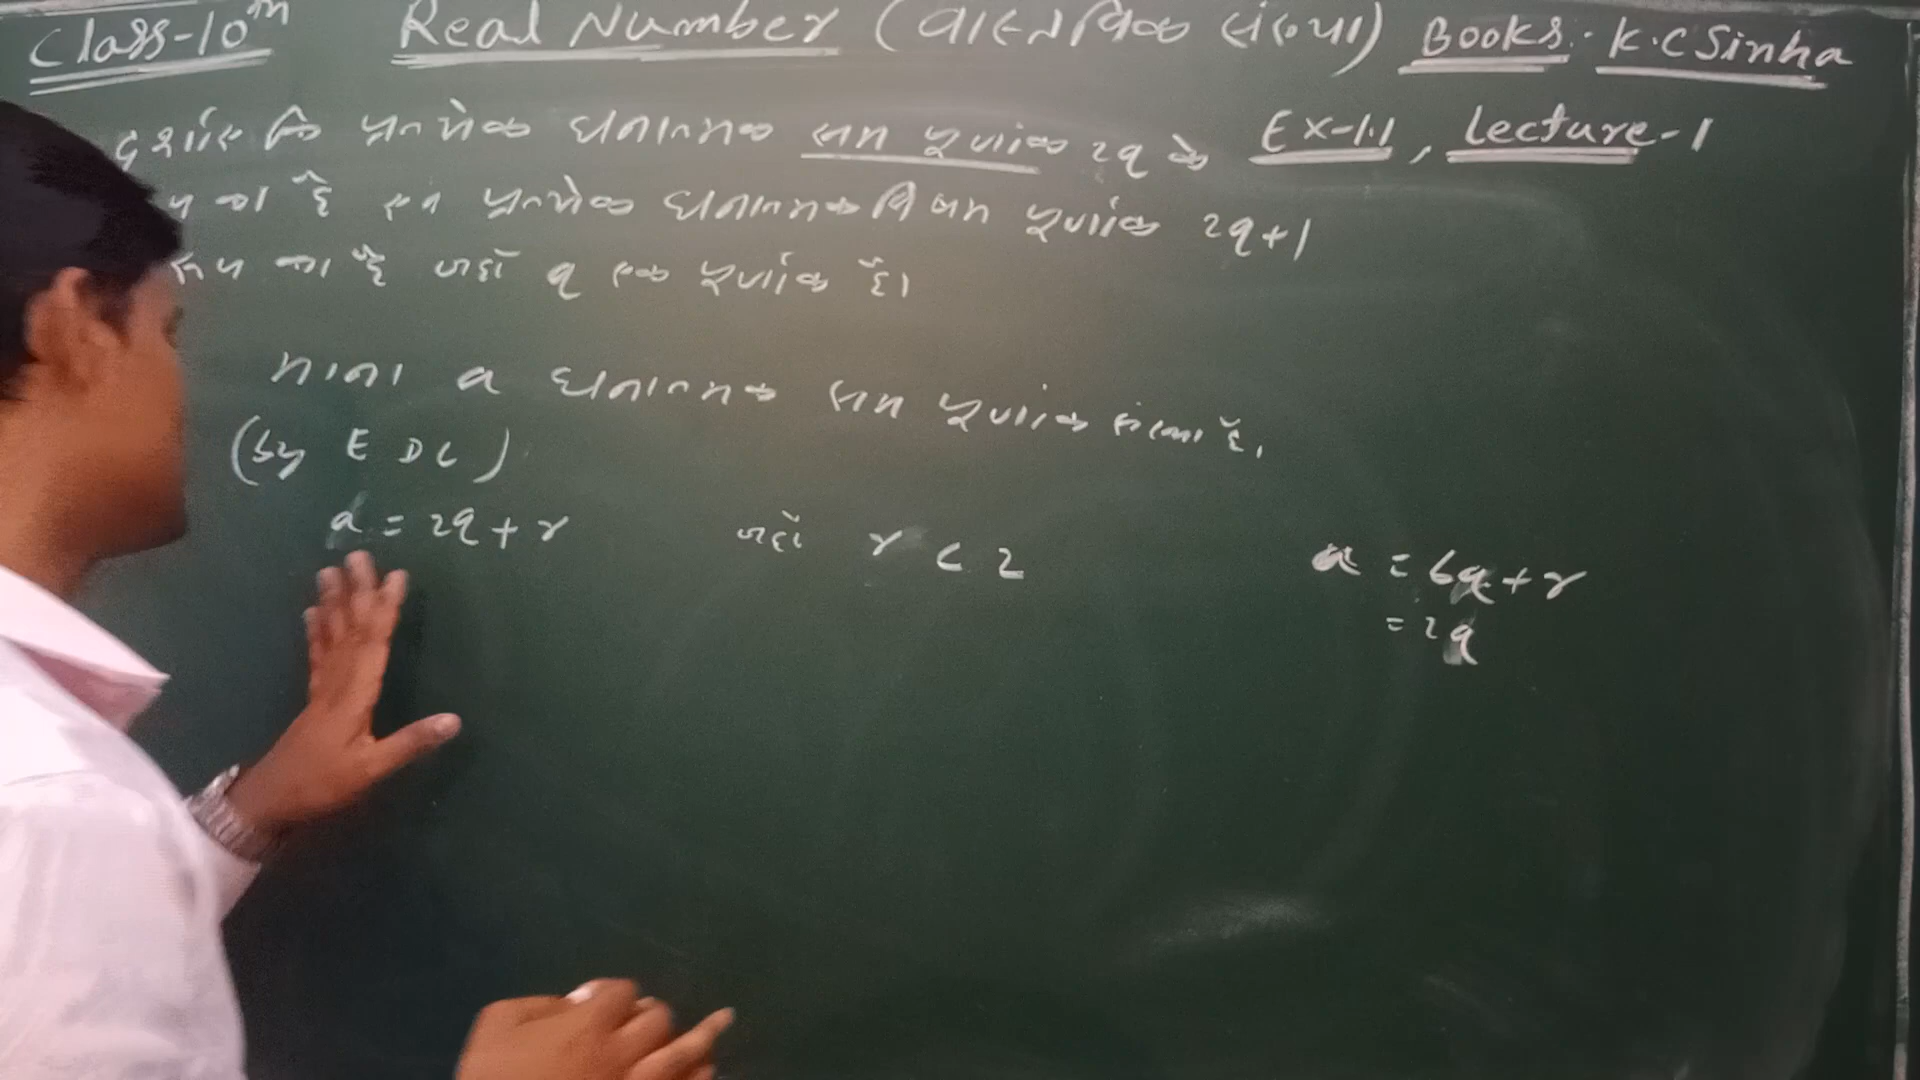 Class-10th Real Number (वास्तविक संख्या) Books. K.C Sinha
दर्शाइए कि प्रत्येक धनात्मक सम पूर्णांक 2q के Ex-1.1, Lecture-1
का है एवं प्रत्येक धनात्मक विषम पूर्णांक 2q+1
रूप का है जहाँ q एक पूर्णांक है।
माना a धनात्मक सम पूर्णांक संख्या है।
(by E D L)
a = 2q + r जहाँ r < 2 a = 6q + r
= 2q